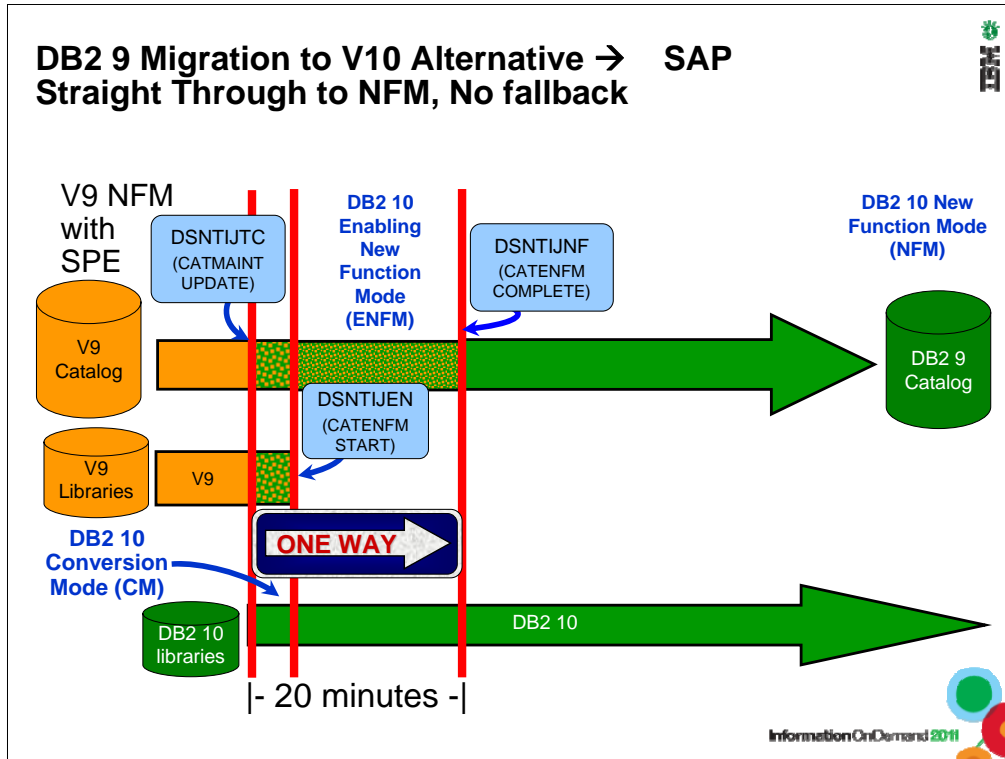 DB2 9 Migration to V10 Alternative → SAP
Straight Through to NFM, No fallback
IBM
V9 NFM
with
SPE
DSNTIJTC
(CATMAINT
UPDATE)
DB2 10
Enabling
New
Function
Mode
(ENFM)
DSNTIJNF
(CATENFM
COMPLETE)
DB2 10 New
Function Mode
(NFM)
V9
Catalog
DB2 9
Catalog
DSNTIJEN
(CATENFM
START)
V9
Libraries
V9
ONE WAY
DB2 10
Conversion
Mode (CM)
DB2 10
libraries
DB2 10
|- 20 minutes -|
Information OnDemand 2011